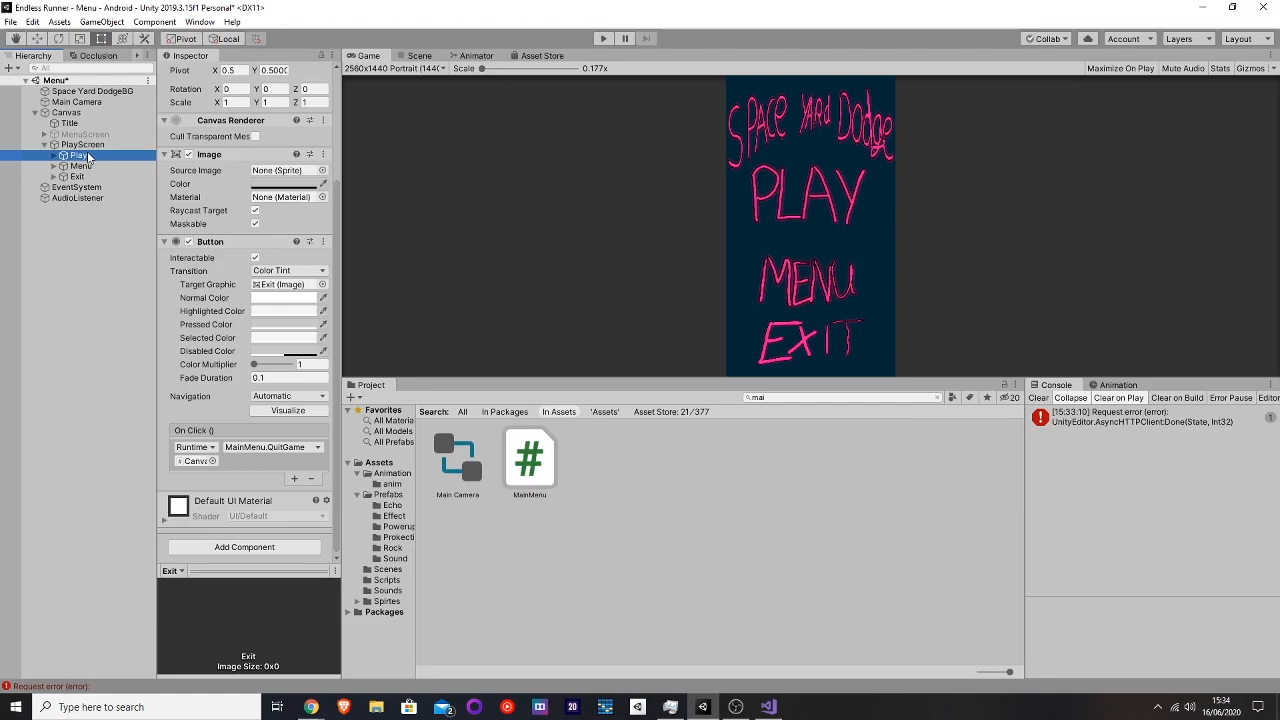 Endless Runner - Menu - Android - Unity 2019.3.15f1 Personal* <DX11>
File Edit Assets GameObject Component Window Help
Pivot Local Collab Account Layers Layout
Hierarchy Occlusion
All
Menu*
Space Yard DodgeBG
Main Camera
Canvas
Title
MenuScreen
PlayScreen
Play
Menu
Exit
EventSystem
AudioListener
Inspector
Pivot X 0.5 Y 0.5000
Rotation X 0 Y 0 Z 0
Scale X 1 Y 1 Z 1
Canvas Renderer
Cull Transparent Mes
Image
Source Image None (Sprite)
Color
Material None (Material)
Raycast Target
Maskable
Button
Interactable
Transition Color Tint
Target Graphic Exit (Image)
Normal Color
Highlighted Color
Pressed Color
Selected Color
Disabled Color
Color Multiplier 1
Fade Duration 0.1
Navigation Automatic
Visualize
On Click ()
Runtime MainMenu.QuitGame
Canva
Default UI Material
Shader UI/Default
Add Component
Exit
Exit
Image Size: 0x0
Game Scene Animator Asset Store
2560x1440 Portrait (144( Scale 0.177x Maximize On Play Mute Audio Stats Gizmos
SPACE YARD DODGE
PLAY
MENU
EXIT
Project
mai
20
Favorites
All Materia
All Models
All Prefabs
Assets
Animation
anim
Prefabs
Echo
Effect
Powerup
Prokecti
Rock
Sound
Scenes
Scripts
Sounds
Spirtes
Packages
Search: All In Packages In Assets 'Assets' Asset Store: 21/377
#
Main Camera MainMenu
Console Animation
Clear Collapse Clear on Play Clear on Build Error Pause Editor
[15:33:10] Request error (error):
UnityEditor.AsyncHTTPClient:Done(State, Int32)
1
Request error (error):
Type here to search
2
20
15:34
16/06/2020